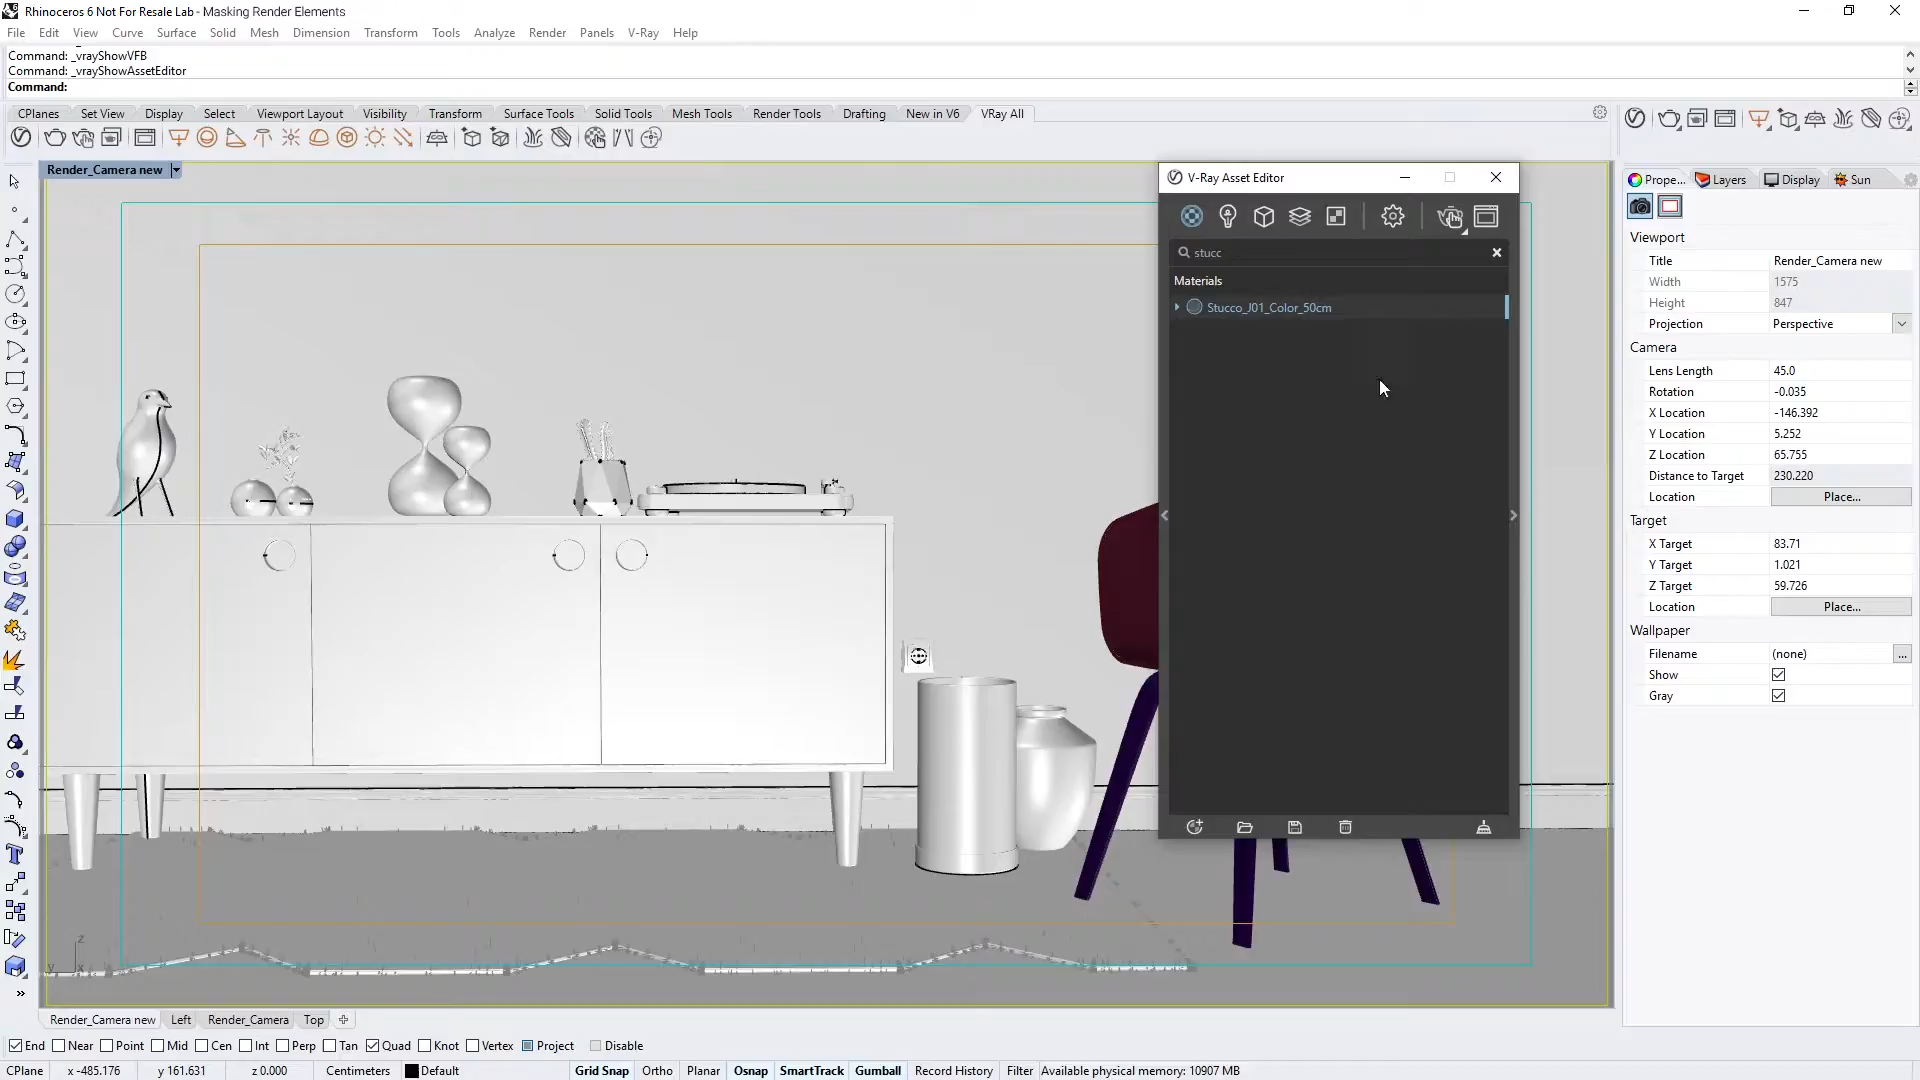 Rhinoceros 6 Not For Resale Lab - Masking Render Elements
File Edit View Curve Surface Solid Mesh Dimension Transform Tools Analyze Render Panels V-Ray Help
Command: _vrayShowVFB
Command: _vrayShowAssetEditor
Command:
CPlanes Set View Display Select Viewport Layout Visibility Transform Surface Tools Solid Tools Mesh Tools Render Tools Drafting New in V6 VRay All
Render_Camera new
V-Ray Asset Editor
stucc
Materials
Stucco_J01_Color_50cm
Prope... Layers Display Sun
Viewport
Title Render_Camera new
Width 1575
Height 847
Projection Perspective
Camera
Lens Length 45.0
Rotation -0.035
X Location -146.392
Y Location 5.252
Z Location 65.755
Distance to Target 230.220
Location Place...
Target
X Target 83.71
Y Target 1.021
Z Target 59.726
Location Place...
Wallpaper
Filename (none) ...
Show
Gray
z
y x
Render_Camera new Left Render_Camera Top
End Near Point Mid Cen Int Perp Tan Quad Knot Vertex Project Disable
CPlane x -485.176 y 161.631 z 0.000 Centimeters Default Grid Snap Ortho Planar Osnap SmartTrack Gumball Record History Filter Available physical memory: 10907 MB